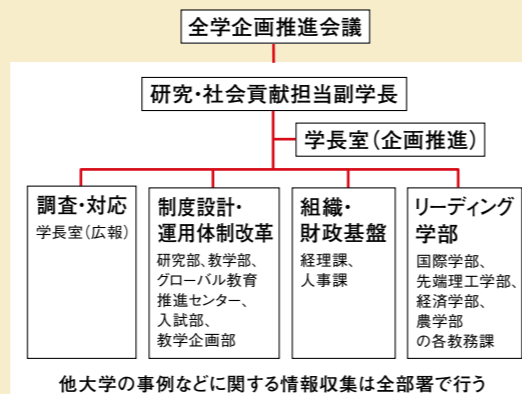 全学企画推進会議
研究・社会貢献担当副学長
学長室（企画推進）
調査・対応
学長室（広報）
制度設計・
運用体制改革
研究部、教学部、
グローバル教育
推進センター、
入試部、
教学企画部
組織・
財政基盤
経理課、
人事課
リーディング
学部
国際学部、
先端理工学部、
経済学部、
農学部
の各教務課
他大学の事例などに関する情報収集は全部署で行う